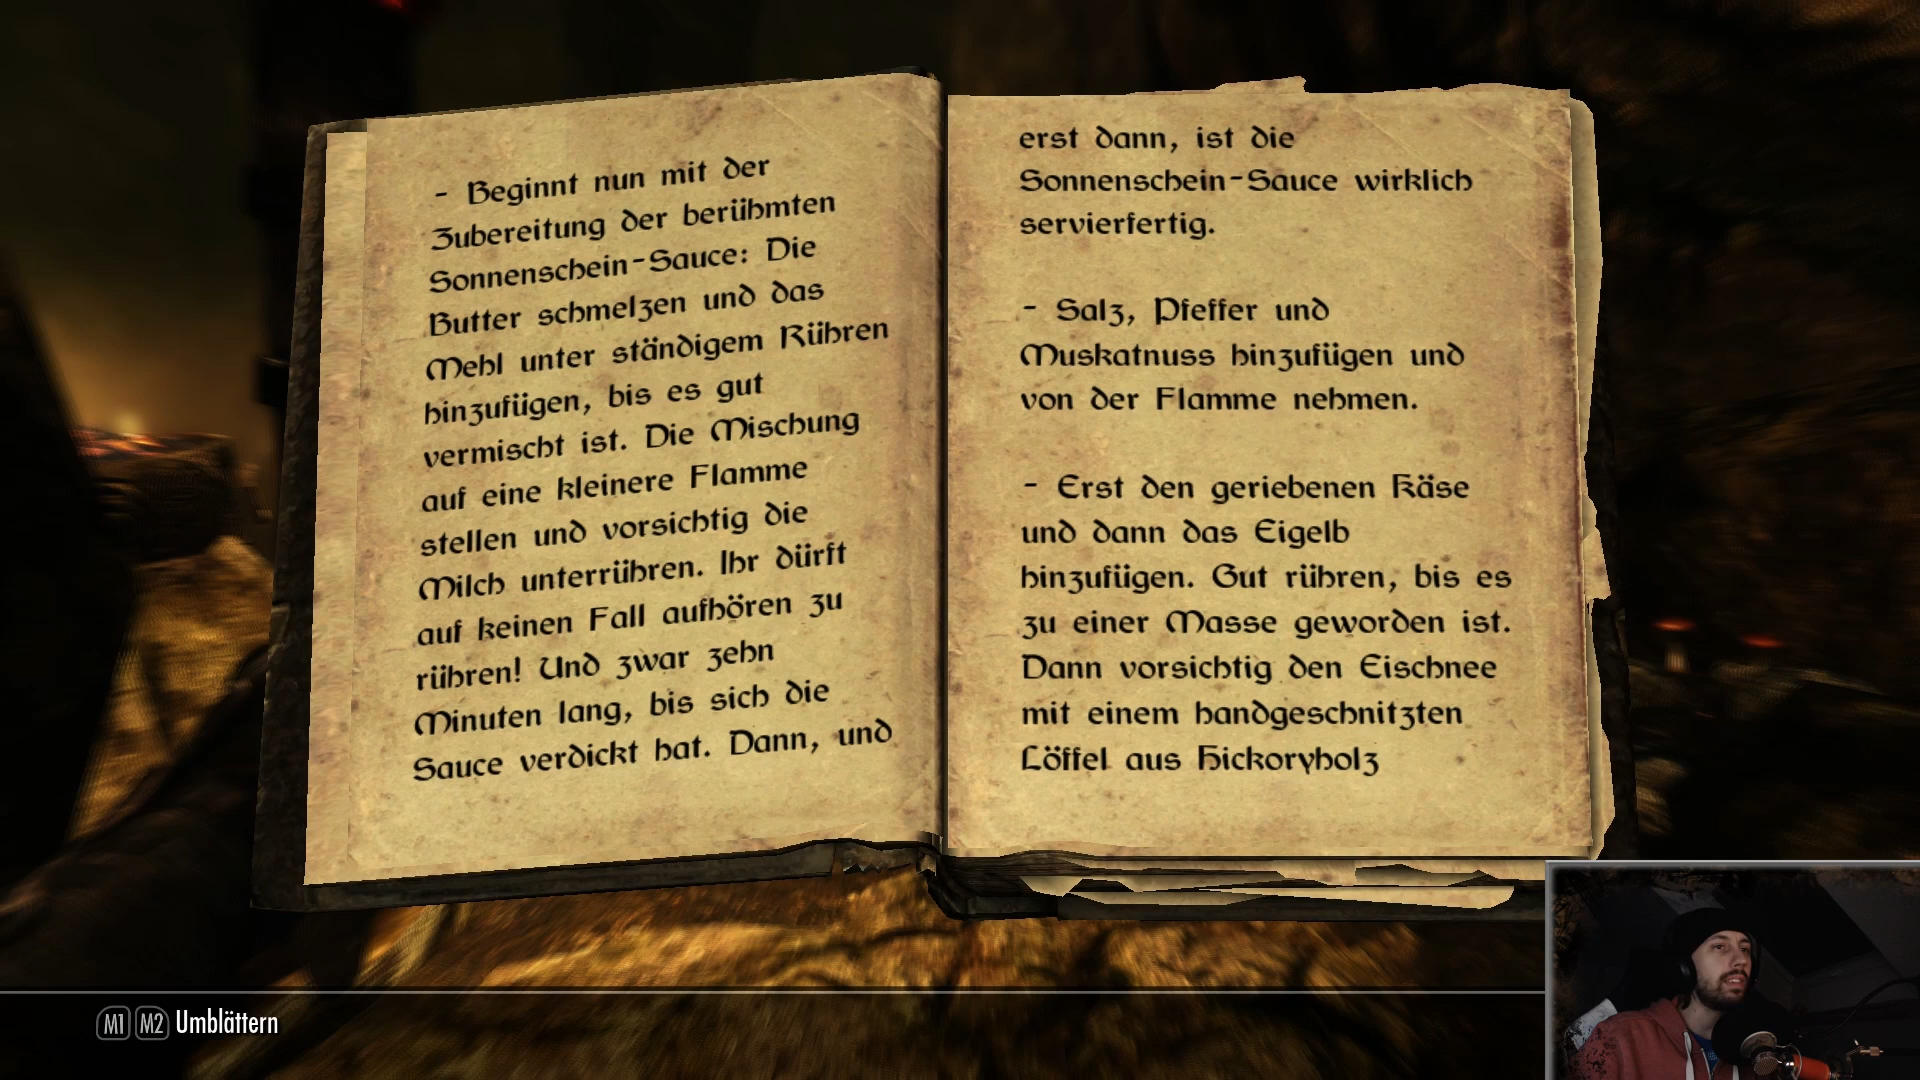 - Beginnt nun mit der
Zubereitung der berühmten
Sonnenschein-Sauce: Die
Butter schmelzen und das
Mehl unter ständigem Rühren
hinzufügen, bis es gut
vermischt ist. Die Mischung
auf eine kleinere Flamme
stellen und vorsichtig die
Milch unterrühren. Ihr dürft
auf keinen Fall aufhören zu
rühren! Und zwar zehn
Minuten lang, bis sich die
Sauce verdickt hat. Dann, und
erst dann, ist die
Sonnenschein-Sauce wirklich
servierfertig.
- Salz, Pfeffer und
Muskatnuss hinzufügen und
von der Flamme nehmen.
- Erst den geriebenen Käse
und dann das Eigelb
hinzufügen. Gut rühren, bis es
zu einer Masse geworden ist.
Dann vorsichtig den Eischnee
mit einem handgeschnitzten
Löffel aus Hickoryholz
M1 M2 Umblättern